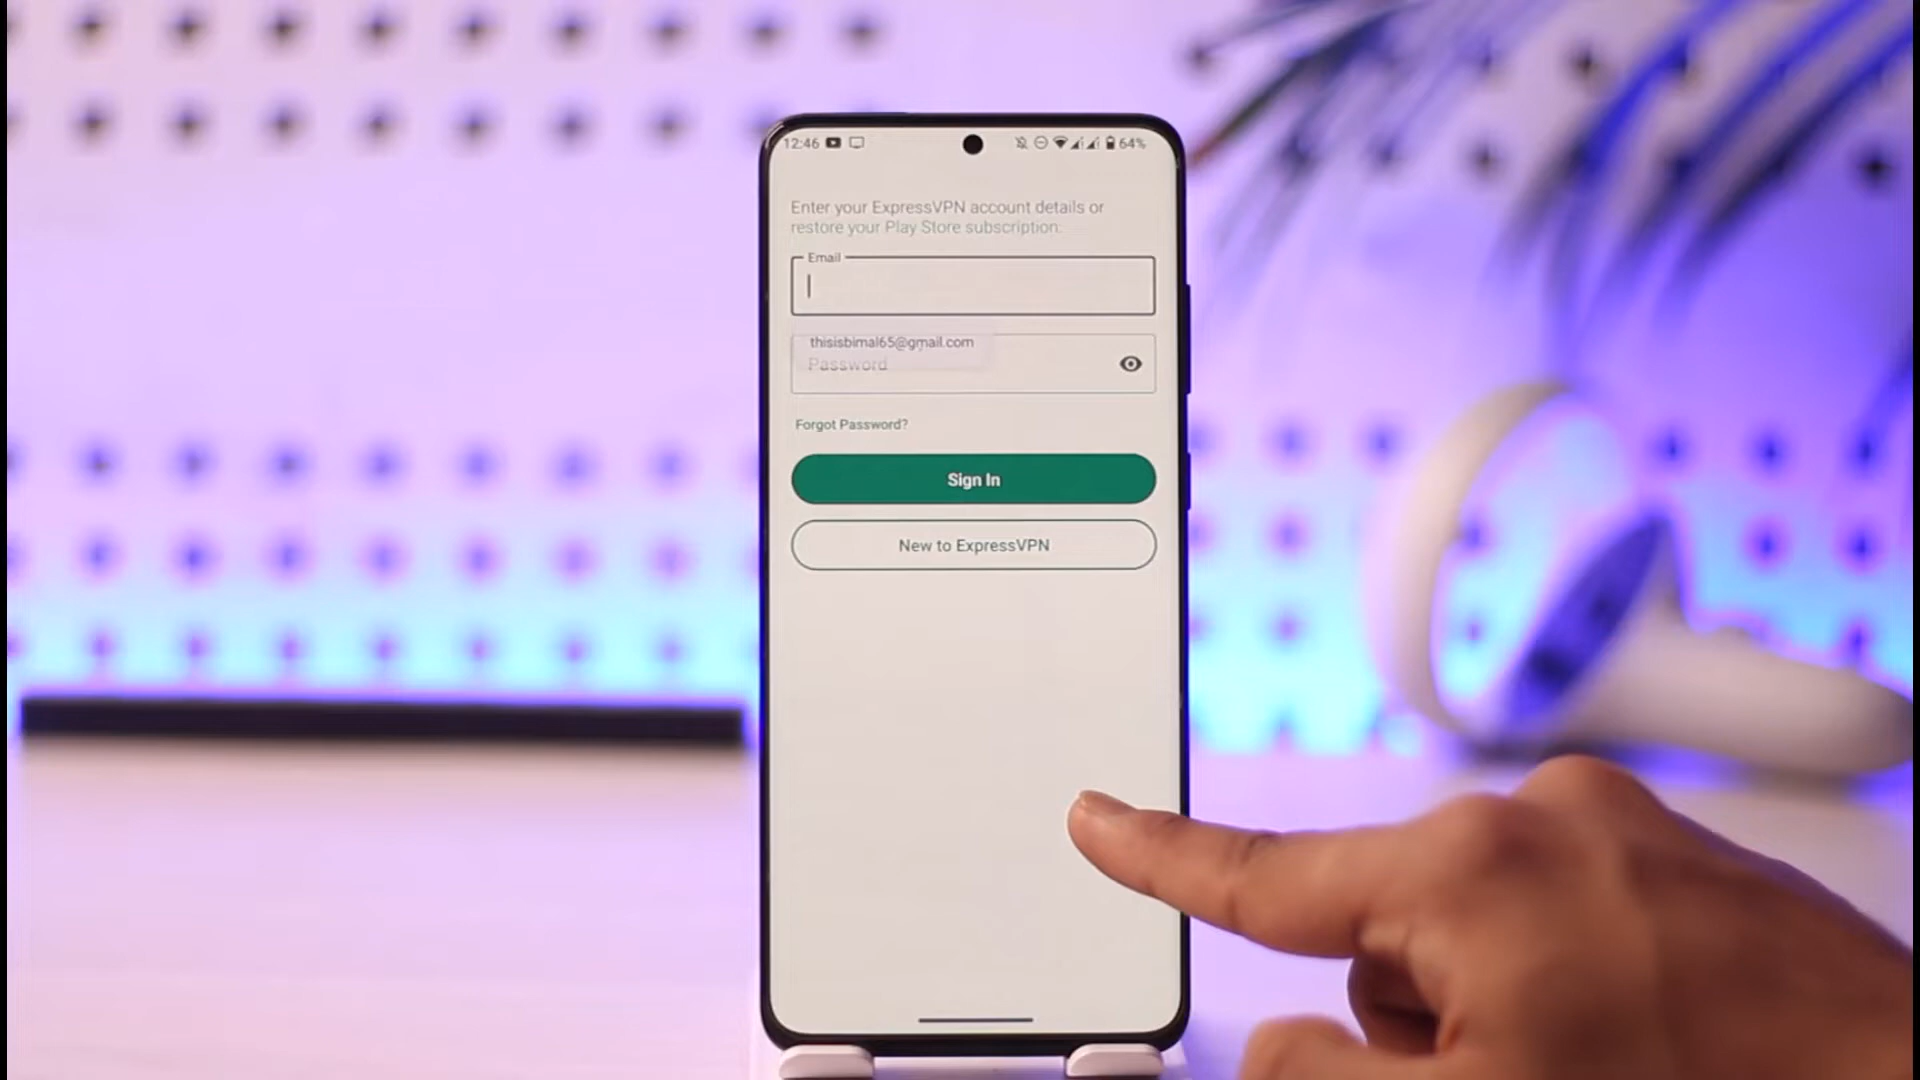 12:46 64%
Enter your ExpressVPN account details or
restore your Play Store subscription.
Email
thisisbimal65@gmail.com
Password
Forgot Password?
Sign In
New to ExpressVPN